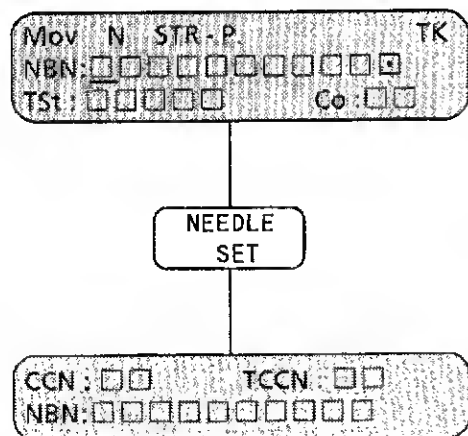 Mov N STR-P. TK
NBN:□□□□□□□□□□⊡
TSt:□□□□□ Co:□□
NEEDLE
SET
CCN:□□ TCCN:□□
NBN:□□□□□□□□□□